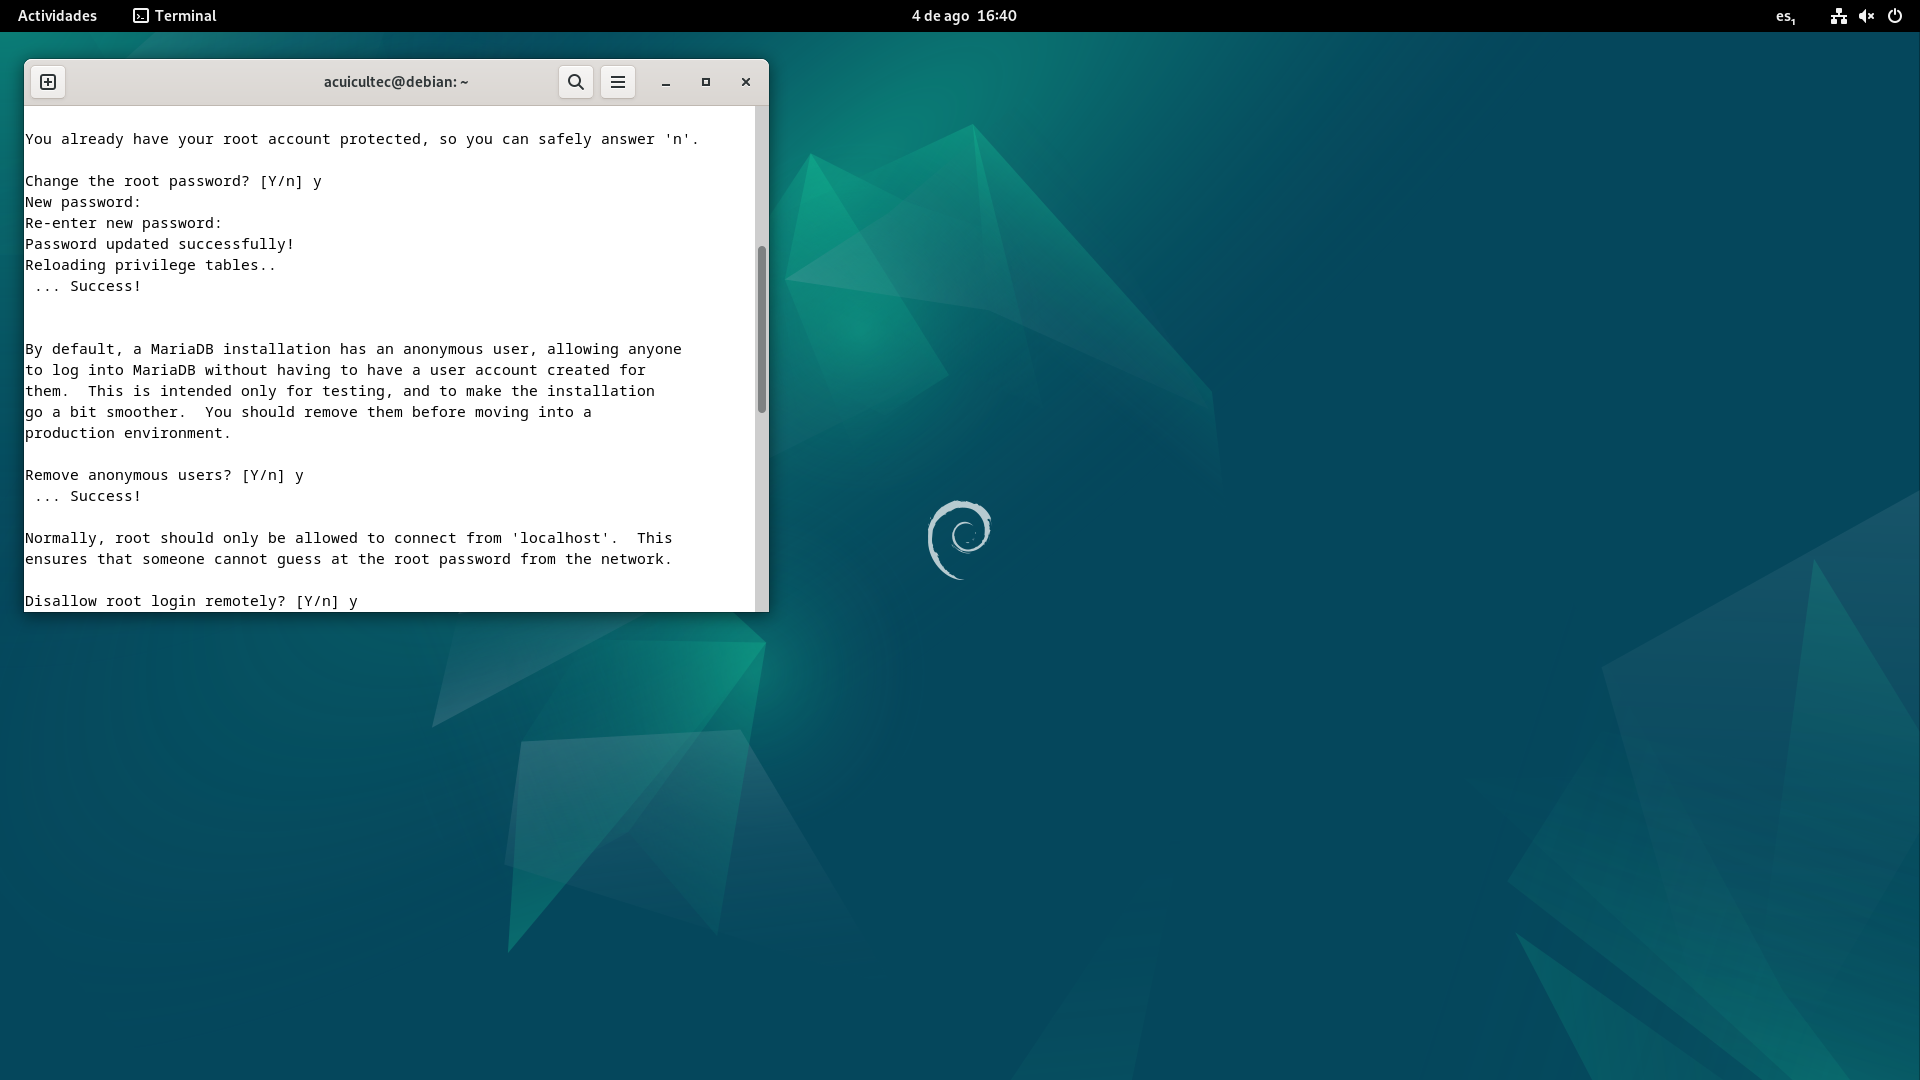 Actividades Terminal 4 de ago 16:40 es₁
acuicultec@debian: ~
You already have your root account protected, so you can safely answer 'n'.
Change the root password? [Y/n] y
New password:
Re-enter new password:
Password updated successfully!
Reloading privilege tables..
 ... Success!
By default, a MariaDB installation has an anonymous user, allowing anyone
to log into MariaDB without having to have a user account created for
them.  This is intended only for testing, and to make the installation
go a bit smoother.  You should remove them before moving into a
production environment.
Remove anonymous users? [Y/n] y
 ... Success!
Normally, root should only be allowed to connect from 'localhost'.  This
ensures that someone cannot guess at the root password from the network.
Disallow root login remotely? [Y/n] y